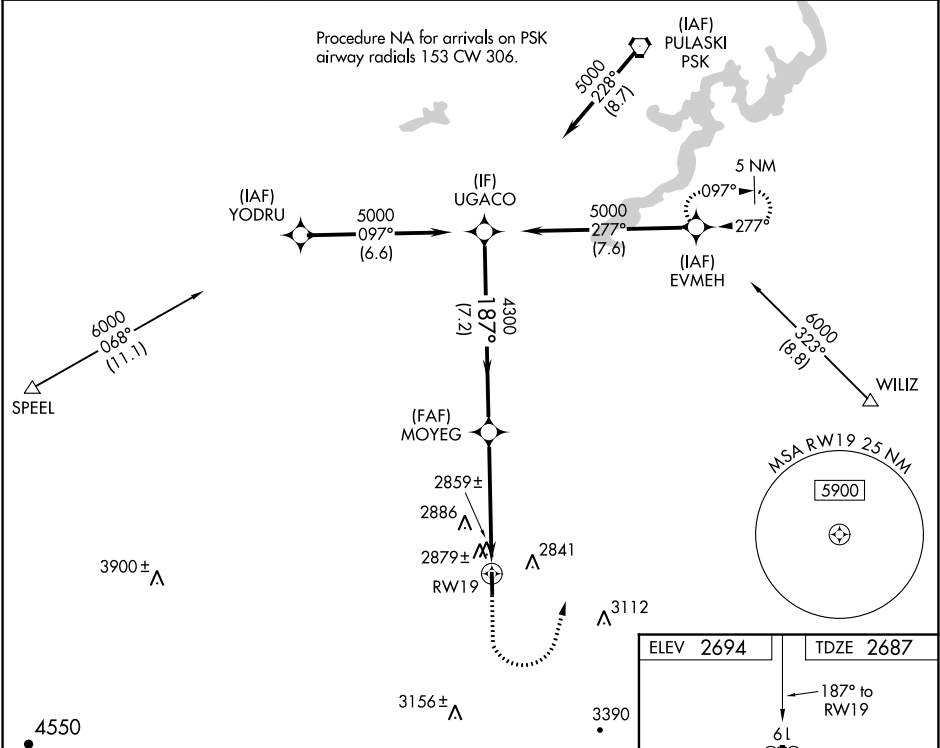 Procedure NA for arrivals on PSK
airway radials 153 CW 306.
(IAF)
PULASKI
PSK
5000
228°
(8.7)
(IAF)
YODRU
5000
097°
(6.6)
(IF)
UGACO
5000
277°
(7.6)
5 NM
097°
277°
(IAF)
EVMEH
6000
068°
(11.1)
SPEEL
4300
187°
(7.2)
6000
323°
(8.8)
WILIZ
(FAF)
MOYEG
MSA RW19 25 NM
5900
2859±
2886
2879±
2841
RW19
3900±
3112
3156±
3390
4550
ELEV 2694
TDZE 2687
187° to
RW19
19